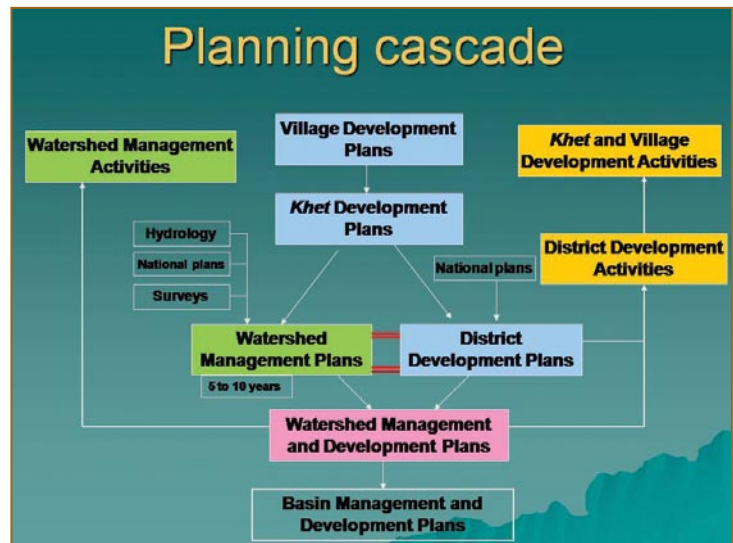 Planning cascade
Watershed Management
Activities
Village Development
Plans
Khet and Village
Development Activities
Khet Development
Plans
Hydrology
National plans
Surveys
National plans
District Development
Activities
Watershed
Management Plans
5 to 10 years
District
Development Plans
Watershed Management
and Development Plans
Basin Management and
Development Plans